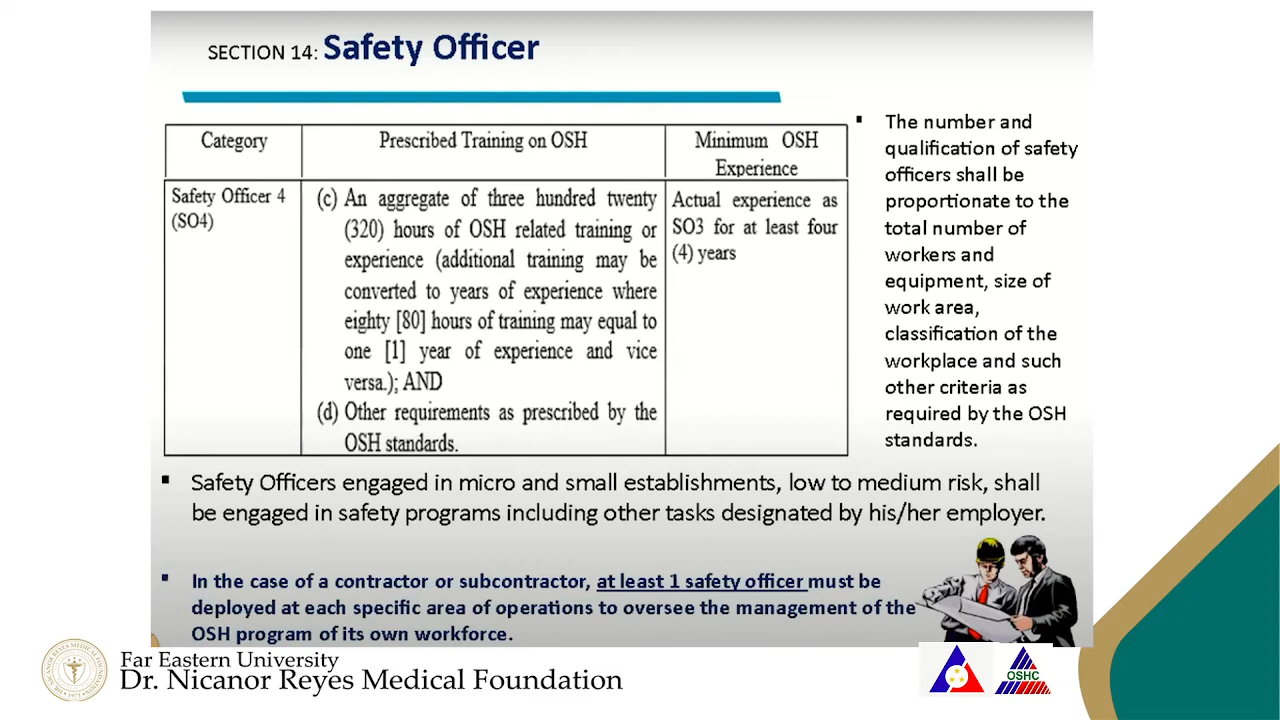 SECTION 14: Safety Officer
Category
Prescribed Training on OSH
Minimum OSH
Experience
Safety Officer 4
(SO4)
(c) An aggregate of three hundred twenty
(320) hours of OSH related training or
experience (additional training may be
converted to years of experience where
eighty [80] hours of training may equal to
one [1] year of experience and vice
versa.); AND
(d) Other requirements as prescribed by the
OSH standards.
Actual experience as
SO3 for at least four
(4) years
▪ The number and
qualification of safety
officers shall be
proportionate to the
total number of
workers and
equipment, size of
work area,
classification of the
workplace and such
other criteria as
required by the OSH
standards.
▪ Safety Officers engaged in micro and small establishments, low to medium risk, shall
be engaged in safety programs including other tasks designated by his/her employer.
▪ In the case of a contractor or subcontractor, at least 1 safety officer must be
deployed at each specific area of operations to oversee the management of the
OSH program of its own workforce.
Far Eastern University
Dr. Nicanor Reyes Medical Foundation
OSHC